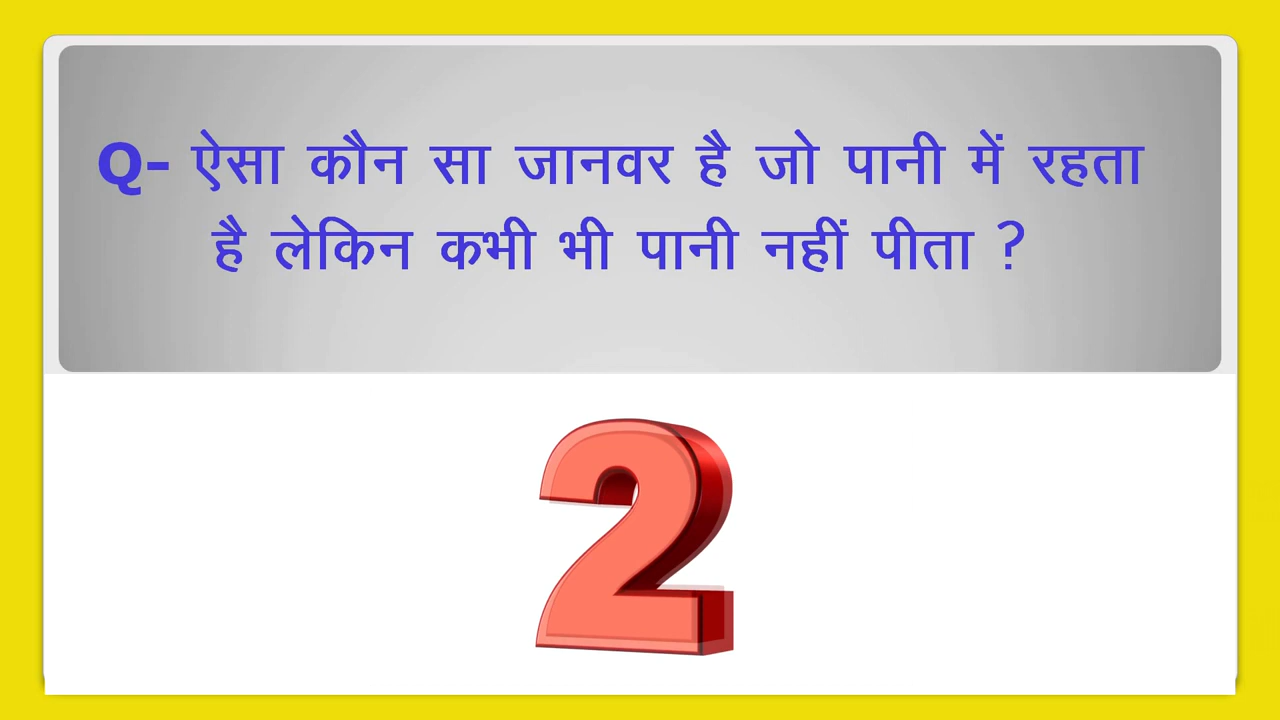 Q- ऐसा कौन सा जानवर है जो पानी में रहता
है लेकिन कभी भी पानी नहीं पीता ?
2